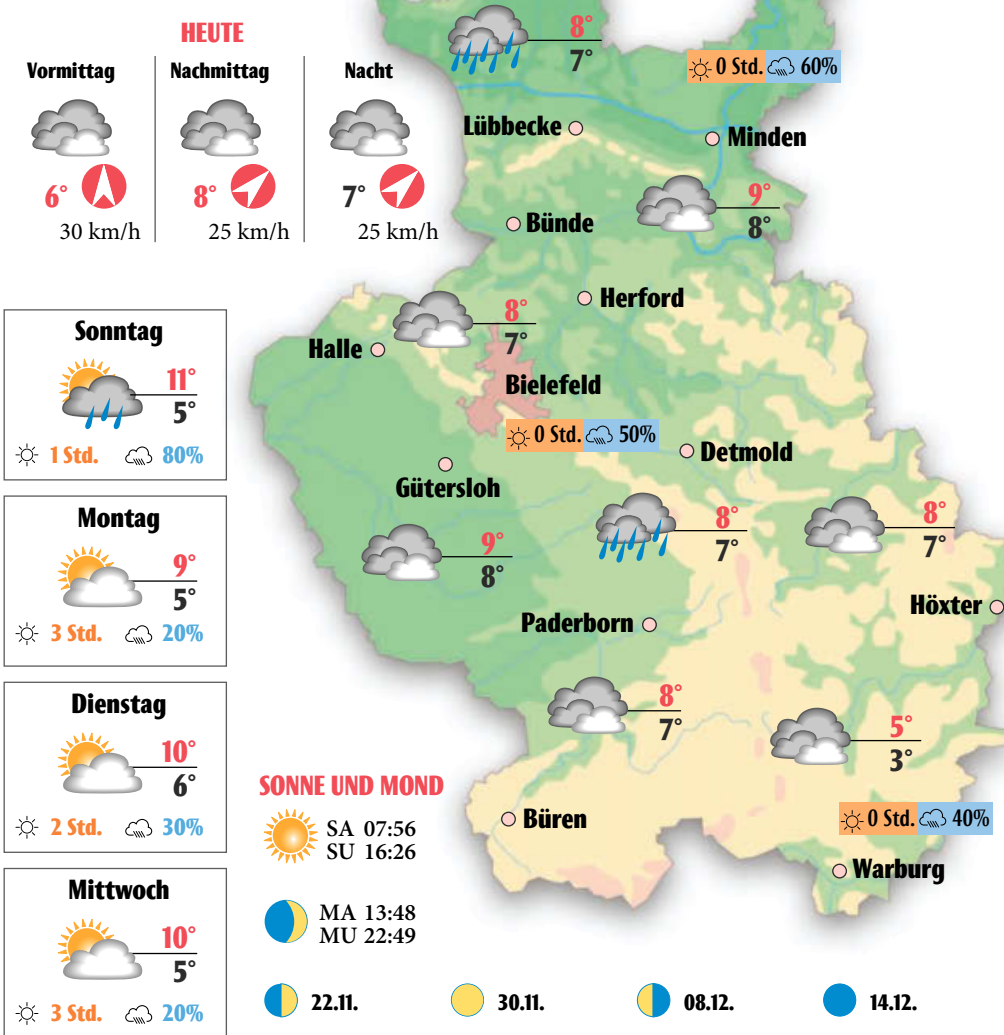 HEUTE
Vormittag
6°
30 km/h
Nachmittag
8°
25 km/h
Nacht
7°
25 km/h
8°
7°
0 Std. 60%
Lübbecke
Minden
9°
8°
Bünde
Herford
8°
7°
Halle
Bielefeld
0 Std. 50%
Detmold
Gütersloh
9°
8°
8°
7°
8°
7°
Höxter
Paderborn
8°
7°
5°
3°
Büren
0 Std. 40%
Warburg
Sonntag
11°
5°
1 Std. 80%
Montag
9°
5°
3 Std. 20%
Dienstag
10°
6°
2 Std. 30%
Mittwoch
10°
5°
3 Std. 20%
SONNE UND MOND
SA 07:56
SU 16:26
MA 13:48
MU 22:49
22.11. 30.11. 08.12. 14.12.